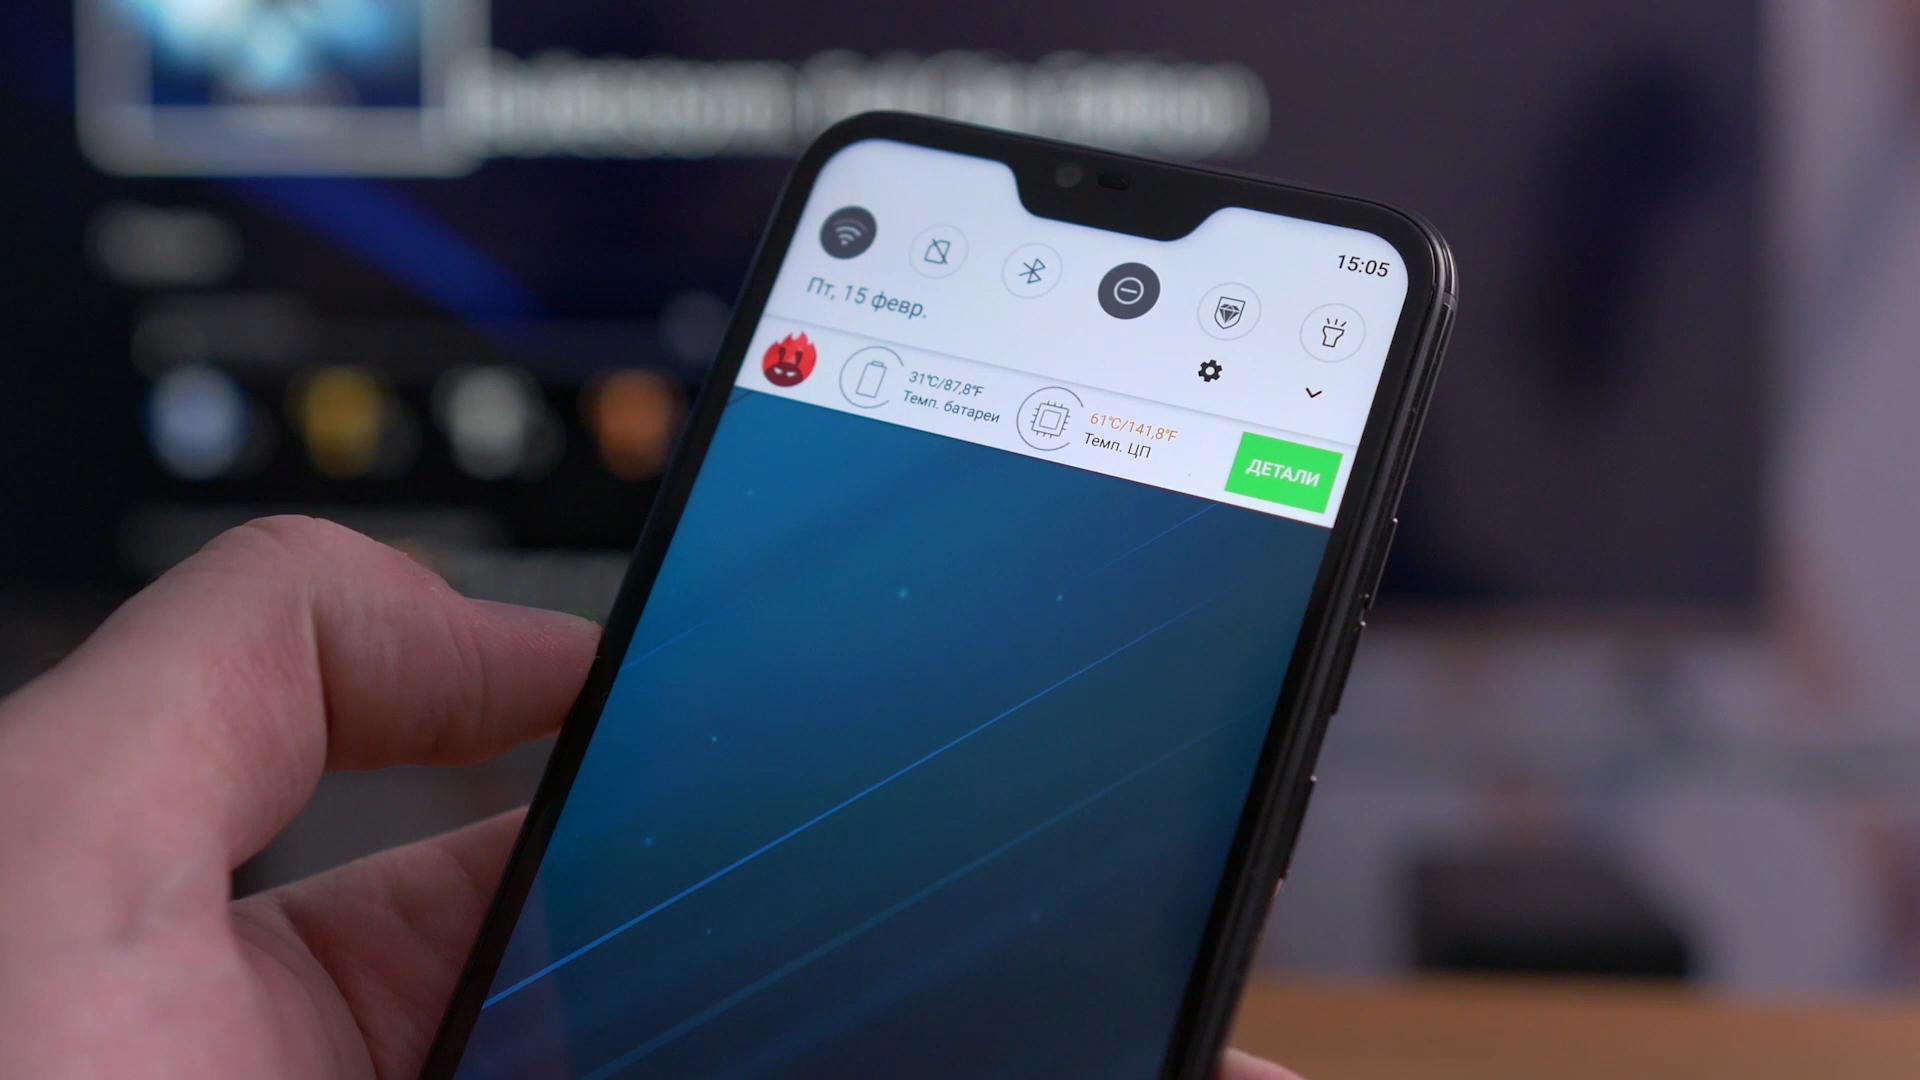 15:05
Пт, 15 февр.
31°C/87,8°F
Темп. батареи
61°C/141,8°F
Темп. ЦП
ДЕТАЛИ